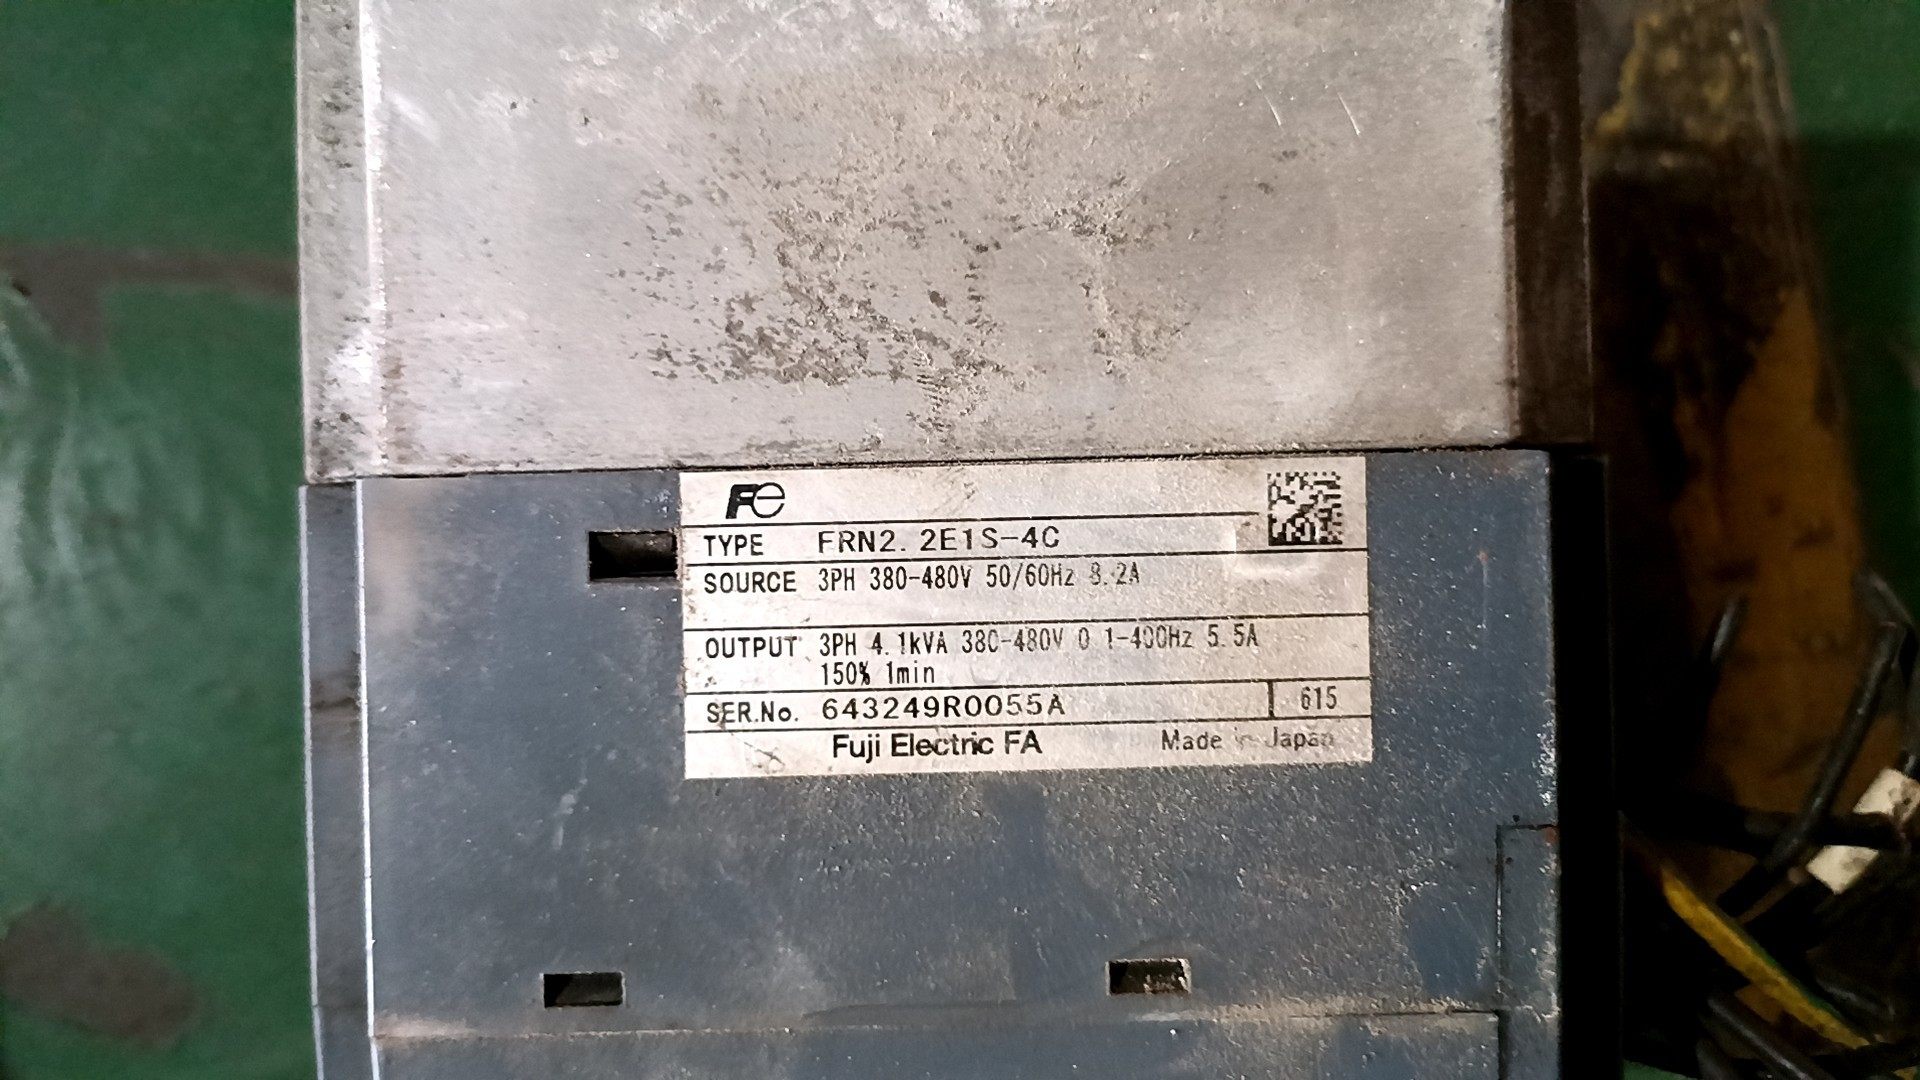 Fe
TYPE FRN2. 2E1S-4C
SOURCE 3PH 380-480V 50/60Hz 8.2A
OUTPUT 3PH 4.1kVA 380-480V 0.1-400Hz 5.5A
150% 1min
SER.No. 643249R0055A 615
Fuji Electric FA Made in Japan